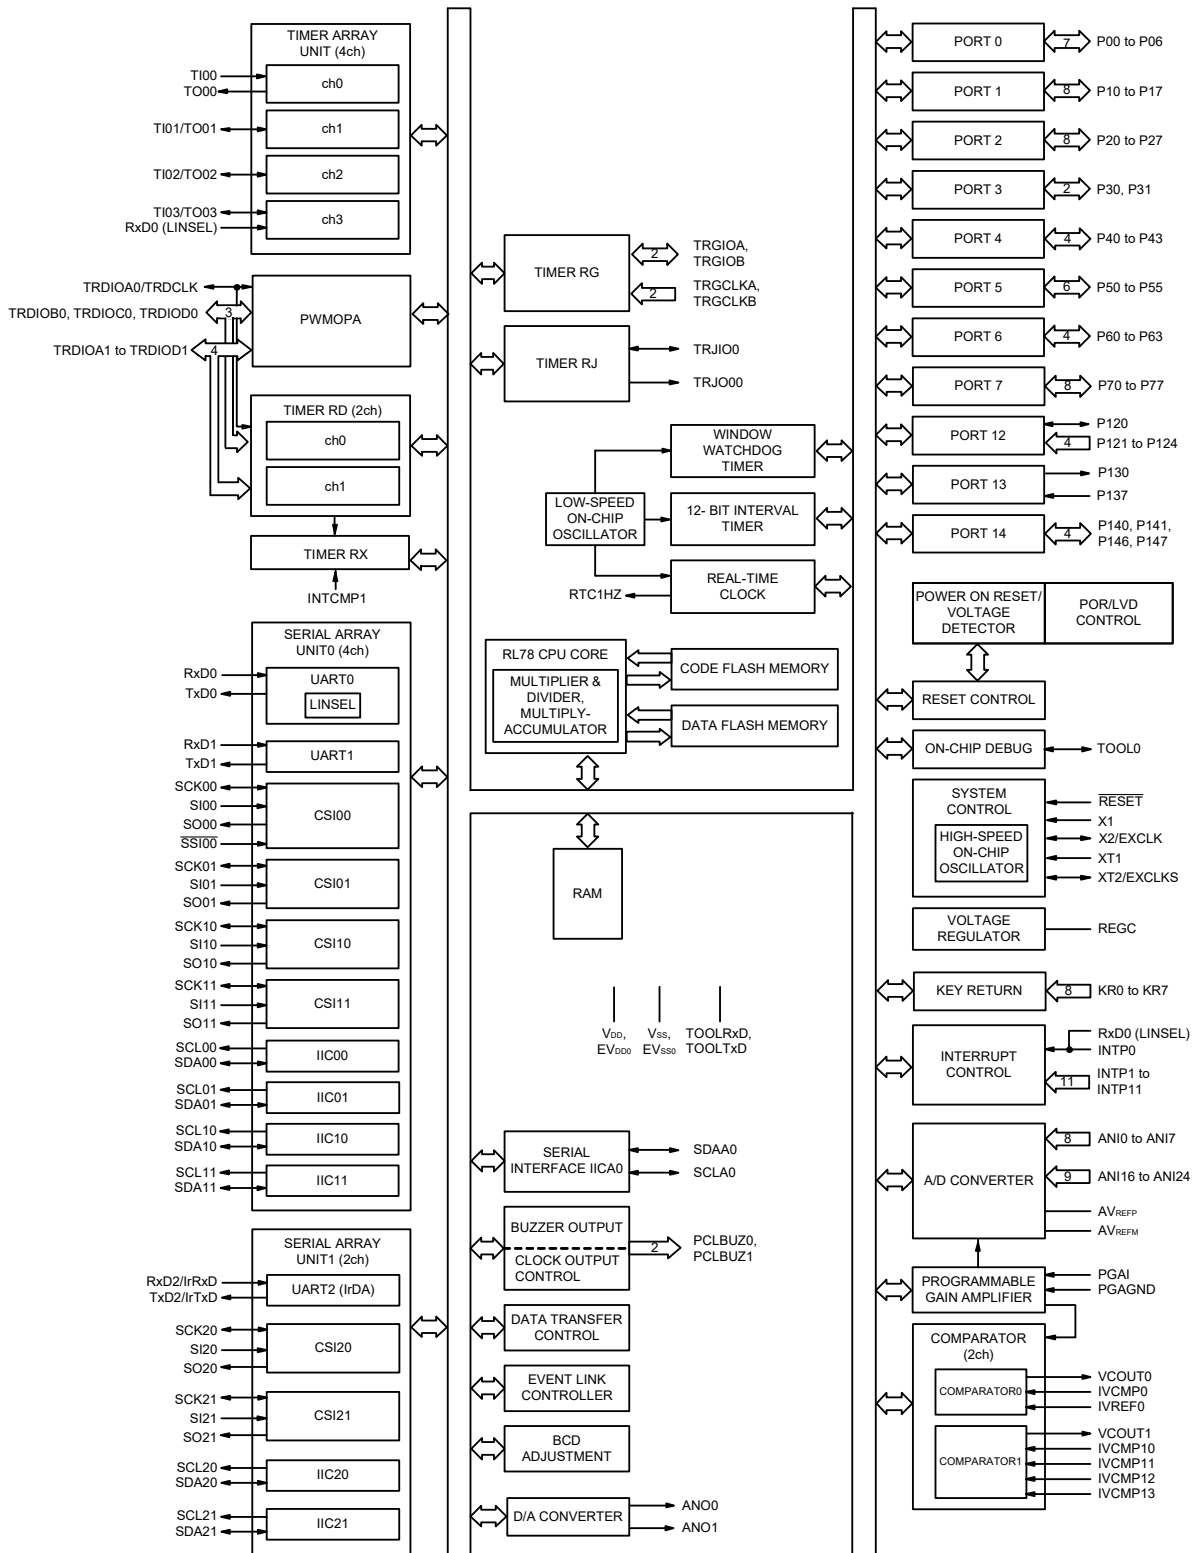 TIMER ARRAY
UNIT (4ch)
TI00
TO00
ch0
TI01/TO01
ch1
TI02/TO02
ch2
TI03/TO03
RxD0 (LINSEL)
ch3
TRDIOA0/TRDCLK
TRDIOB0, TRDIOC0, TRDIOD0
3
TRDIOA1 to TRDIOD1
4
PWMOPA
TIMER RD (2ch)
ch0
ch1
TIMER RX
INTCMP1
SERIAL ARRAY
UNIT0 (4ch)
RxD0
TxD0
UART0
LINSEL
RxD1
TxD1
UART1
SCK00
SI00
SO00
SSI00
CSI00
SCK01
SI01
SO01
CSI01
SCK10
SI10
SO10
CSI10
SCK11
SI11
SO11
CSI11
SCL00
SDA00
IIC00
SCL01
SDA01
IIC01
SCL10
SDA10
IIC10
SCL11
SDA11
IIC11
SERIAL ARRAY
UNIT1 (2ch)
RxD2/IrRxD
TxD2/IrTxD
UART2 (IrDA)
SCK20
SI20
SO20
CSI20
SCK21
SI21
SO21
CSI21
SCL20
SDA20
IIC20
SCL21
SDA21
IIC21
TIMER RG
2
TRGIOA,
TRGIOB
2
TRGCLKA,
TRGCLKB
TIMER RJ
TRJIO0
TRJO00
LOW-SPEED
ON-CHIP
OSCILLATOR
WINDOW
WATCHDOG
TIMER
12- BIT INTERVAL
TIMER
RTC1HZ
REAL-TIME
CLOCK
RL78 CPU CORE
MULTIPLIER &
DIVIDER,
MULTIPLY-
ACCUMULATOR
CODE FLASH MEMORY
DATA FLASH MEMORY
RAM
VDD,
EVDD0
VSS,
EVSS0
TOOLRxD,
TOOLTxD
SERIAL
INTERFACE IICA0
SDAA0
SCLA0
BUZZER OUTPUT
CLOCK OUTPUT
CONTROL
2
PCLBUZ0,
PCLBUZ1
DATA TRANSFER
CONTROL
EVENT LINK
CONTROLLER
BCD
ADJUSTMENT
D/A CONVERTER
ANO0
ANO1
PORT 0
7
P00 to P06
PORT 1
8
P10 to P17
PORT 2
8
P20 to P27
PORT 3
2
P30, P31
PORT 4
4
P40 to P43
PORT 5
6
P50 to P55
PORT 6
4
P60 to P63
PORT 7
8
P70 to P77
PORT 12
P120
4
P121 to P124
PORT 13
P130
P137
PORT 14
4
P140, P141,
P146, P147
POWER ON RESET/
VOLTAGE
DETECTOR
POR/LVD
CONTROL
RESET CONTROL
ON-CHIP DEBUG
TOOL0
SYSTEM
CONTROL
HIGH-SPEED
ON-CHIP
OSCILLATOR
RESET
X1
X2/EXCLK
XT1
XT2/EXCLKS
VOLTAGE
REGULATOR
REGC
KEY RETURN
8
KR0 to KR7
INTERRUPT
CONTROL
RxD0 (LINSEL)
INTP0
11
INTP1 to
INTP11
A/D CONVERTER
8
ANI0 to ANI7
9
ANI16 to ANI24
AVREFP
AVREFM
PROGRAMMABLE
GAIN AMPLIFIER
PGAI
PGAGND
COMPARATOR
(2ch)
COMPARATOR0
VCOUT0
IVCMP0
IVREF0
COMPARATOR1
VCOUT1
IVCMP10
IVCMP11
IVCMP12
IVCMP13